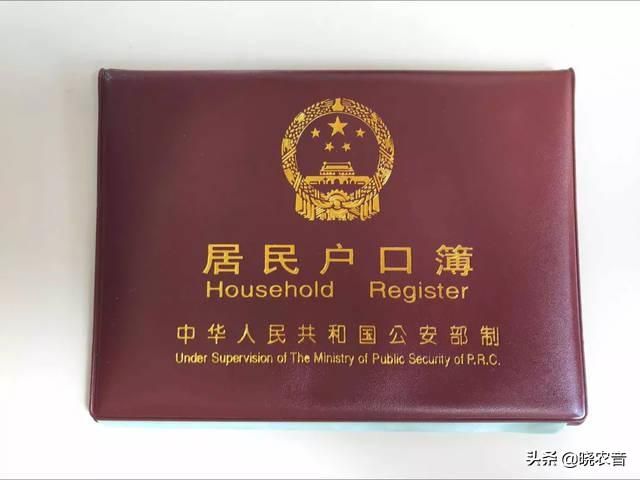 居民户口簿
Household Register
中华人民共和国公安部制
Under Supervision of The Ministry of Public Security of P.R.C.
头条@晓农音